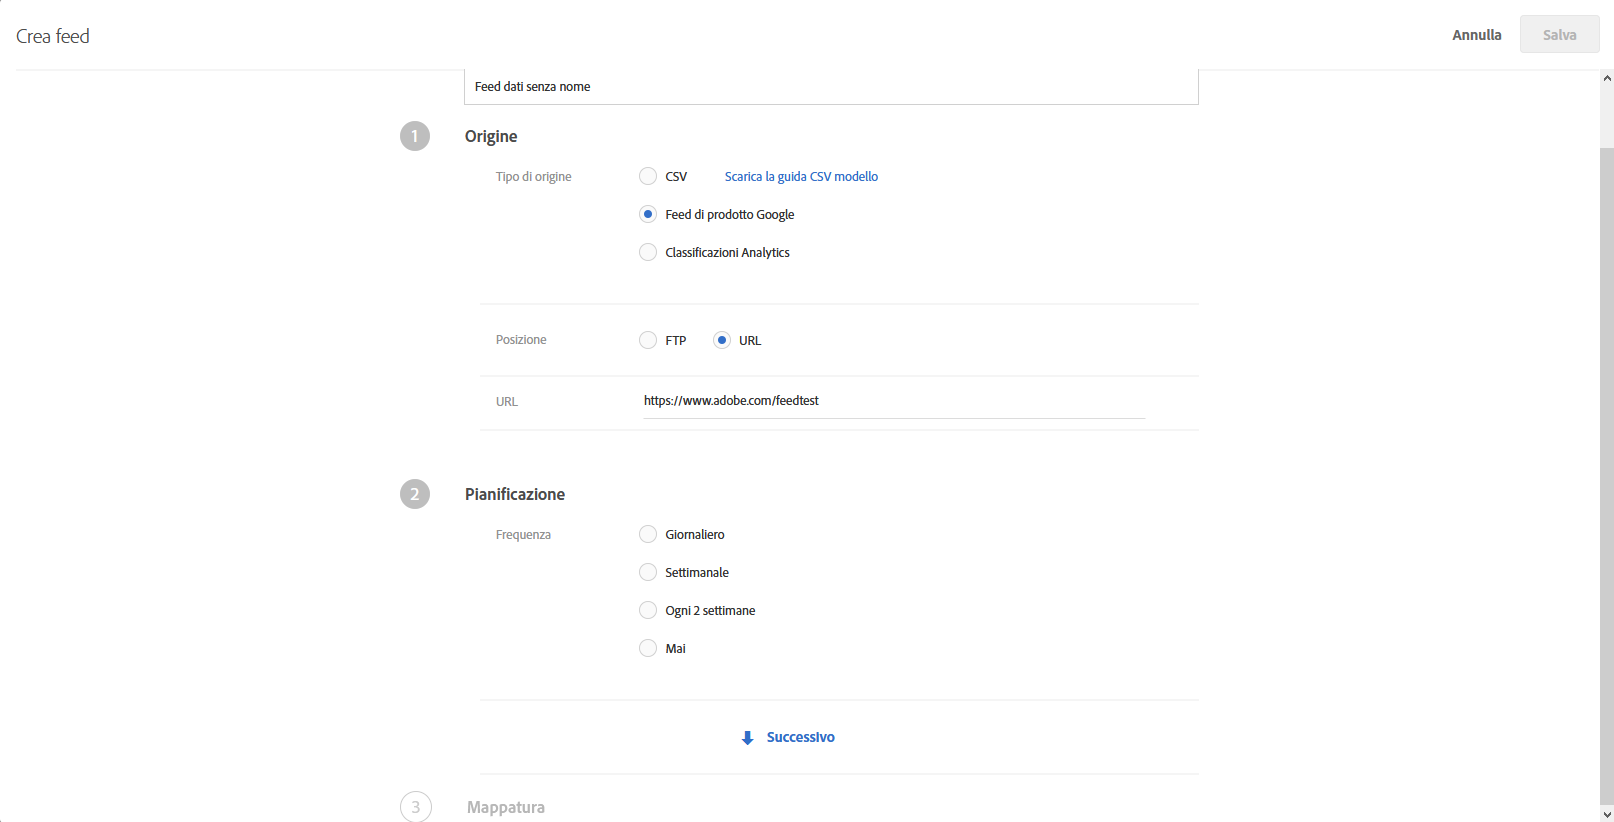 Crea feed
Annulla
Salva
Feed dati senza nome
1
Origine
Tipo di origine
CSV
Scarica la guida CSV modello
Feed di prodotto Google
Classificazioni Analytics
Posizione
FTP
URL
URL
https://www.adobe.com/feedtest
2
Pianificazione
Frequenza
Giornaliero
Settimanale
Ogni 2 settimane
Mai
Successivo
3
Mappatura